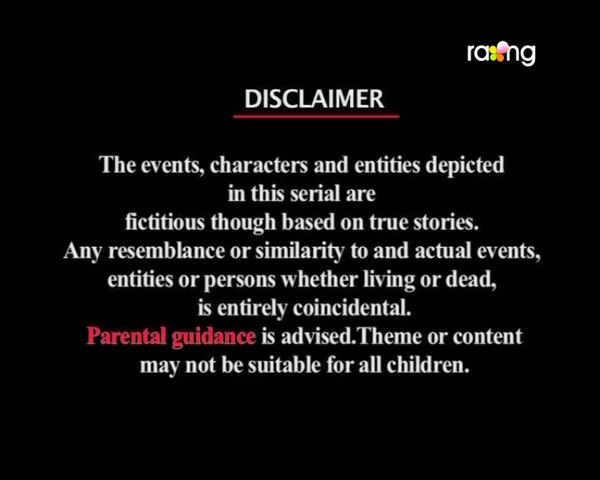 rang
DISCLAIMER
The events, characters and entities depicted
in this serial are
fictitious though based on true stories.
Any resemblance or similarity to and actual events,
entities or persons whether living or dead,
is entirely coincidental.
Parental guidance is advised.Theme or content
may not be suitable for all children.